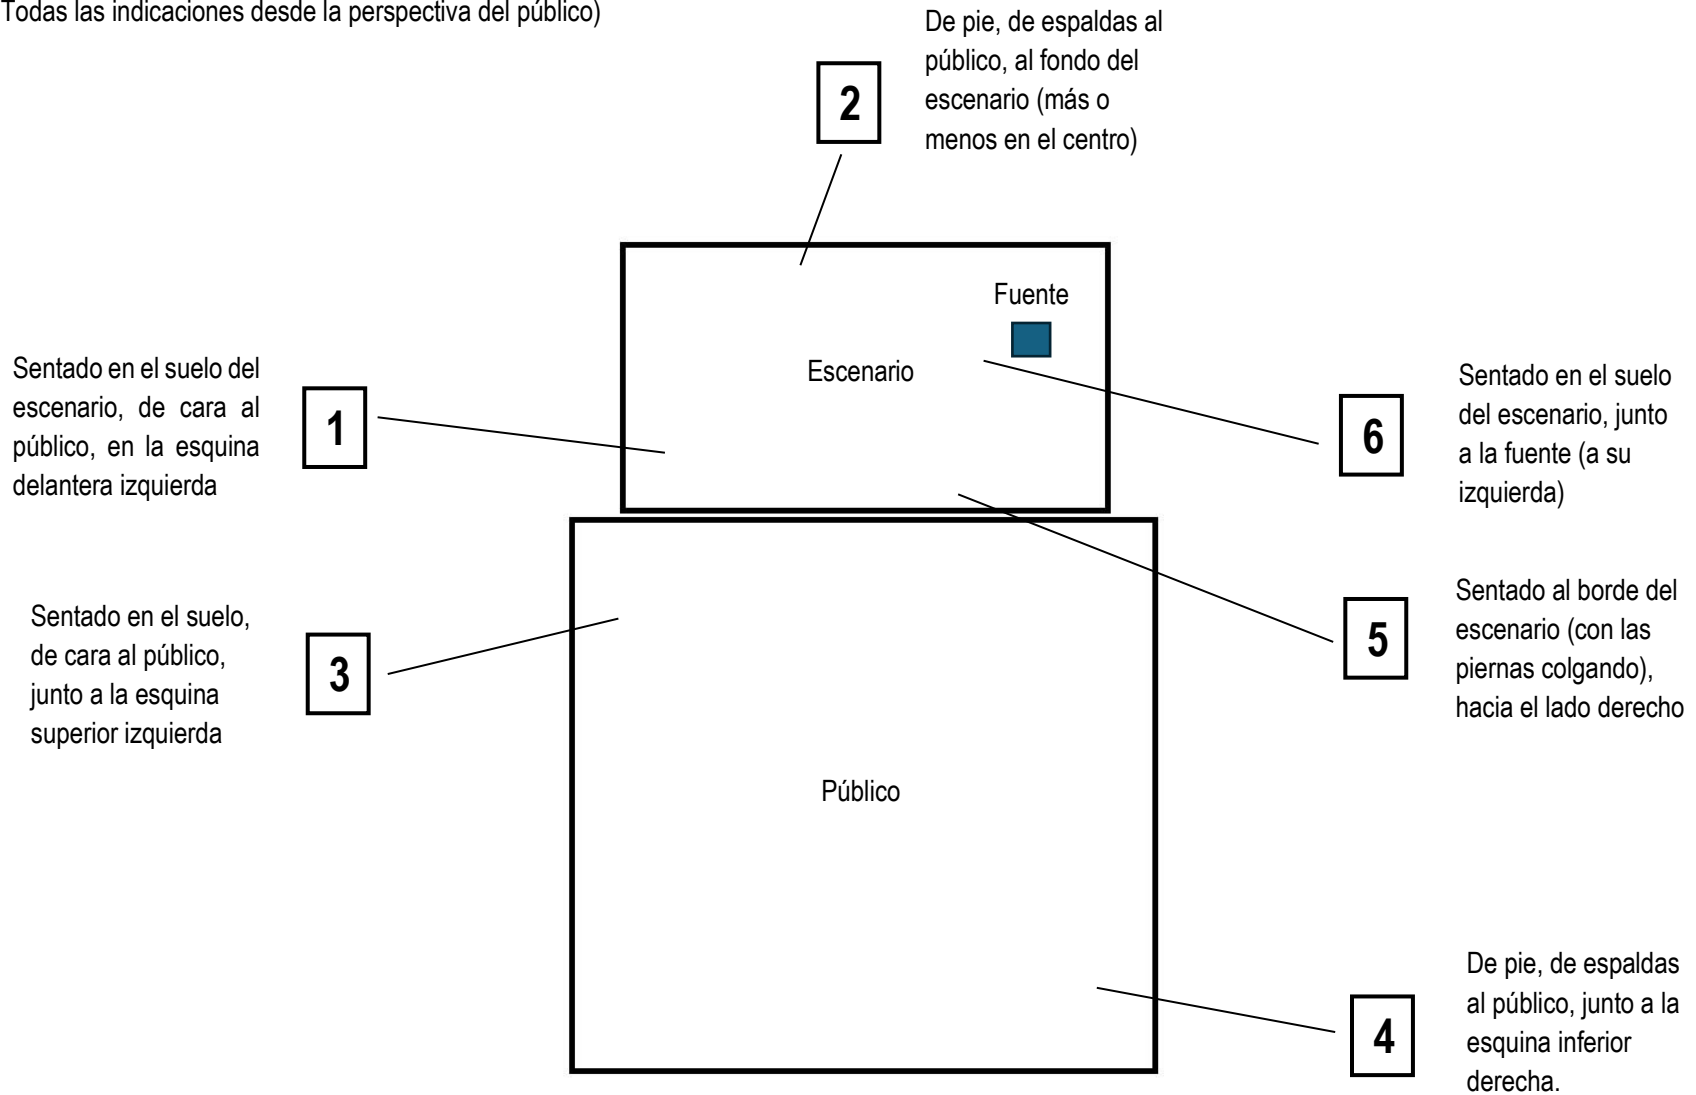 Todas las indicaciones desde la perspectiva del público)
De pie, de espaldas al
público, al fondo del
escenario (más o
menos en el centro)
2
Fuente
Escenario
Sentado en el suelo del
escenario, de cara al
público, en la esquina
delantera izquierda
1
Sentado en el suelo
del escenario, junto
a la fuente (a su
izquierda)
6
Sentado al borde del
escenario (con las
piernas colgando),
hacia el lado derecho
5
Sentado en el suelo,
de cara al público,
junto a la esquina
superior izquierda
3
Público
De pie, de espaldas
al público, junto a la
esquina inferior
derecha.
4